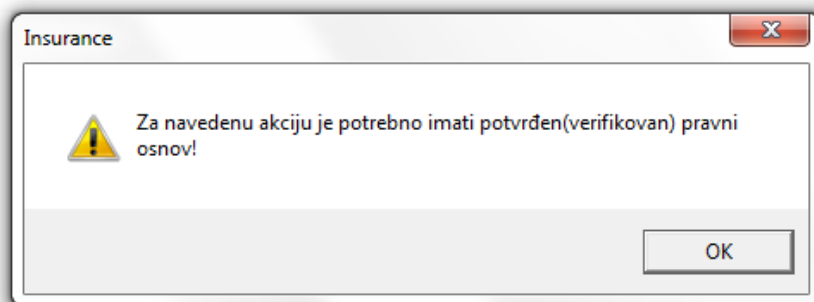 Insurance
Za navedenu akciju je potrebno imati potvrđen(verifikovan) pravni
osnov!
OK